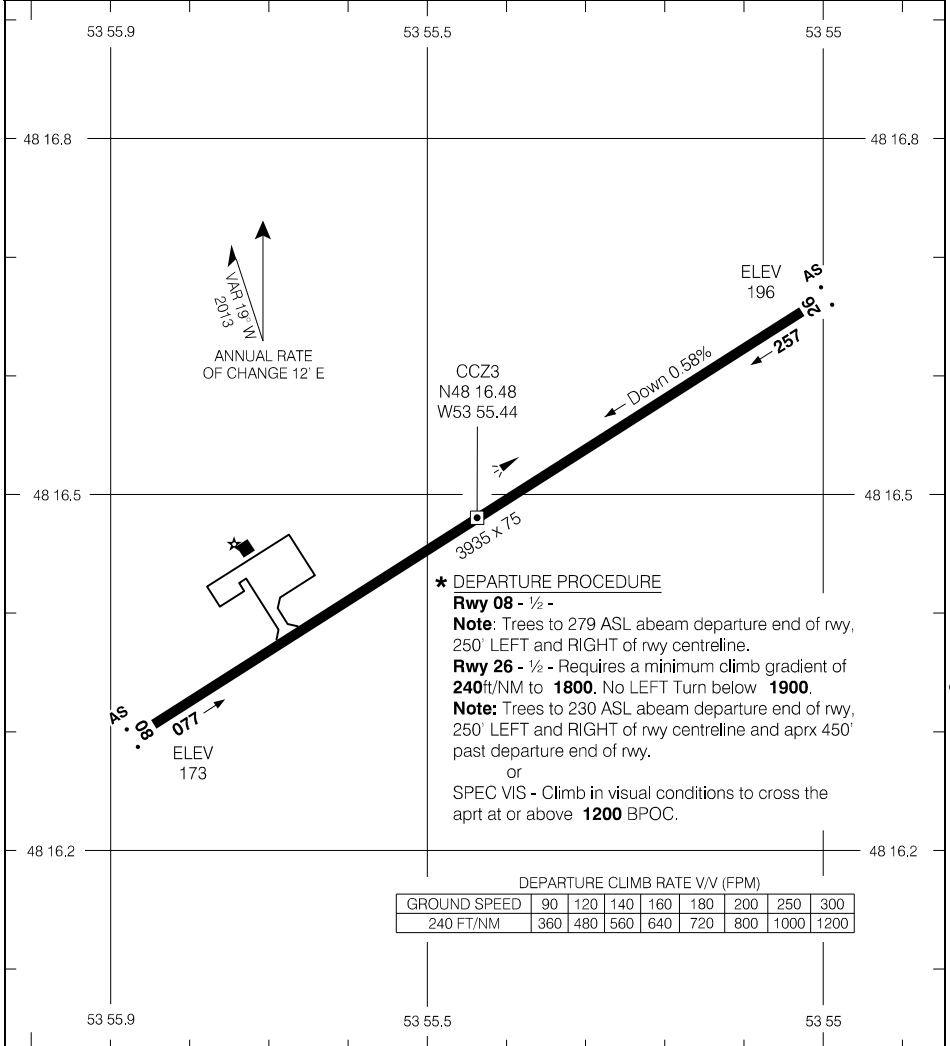 53 55.9
53 55.5
53 55
48 16.8
48 16.8
VAR 19° W
2013
ANNUAL RATE
OF CHANGE 12' E
ELEV
196
AS
26
257
Down 0.58%
CCZ3
N48 16.48
W53 55.44
48 16.5
48 16.5
3935 x 75
* DEPARTURE PROCEDURE
Rwy 08 - ½ -
Note: Trees to 279 ASL abeam departure end of rwy,
250' LEFT and RIGHT of rwy centreline.
Rwy 26 - ½ - Requires a minimum climb gradient of
240ft/NM to 1800. No LEFT Turn below 1900.
Note: Trees to 230 ASL abeam departure end of rwy,
250' LEFT and RIGHT of rwy centreline and aprx 450'
past departure end of rwy.
or
SPEC VIS - Climb in visual conditions to cross the
aprt at or above 1200 BPOC.
AS
08
077
ELEV
173
48 16.2
48 16.2
DEPARTURE CLIMB RATE V/V (FPM)
GROUND SPEED 90 120 140 160 180 200 250 300
240 FT/NM 360 480 560 640 720 800 1000 1200
53 55.9
53 55.5
53 55